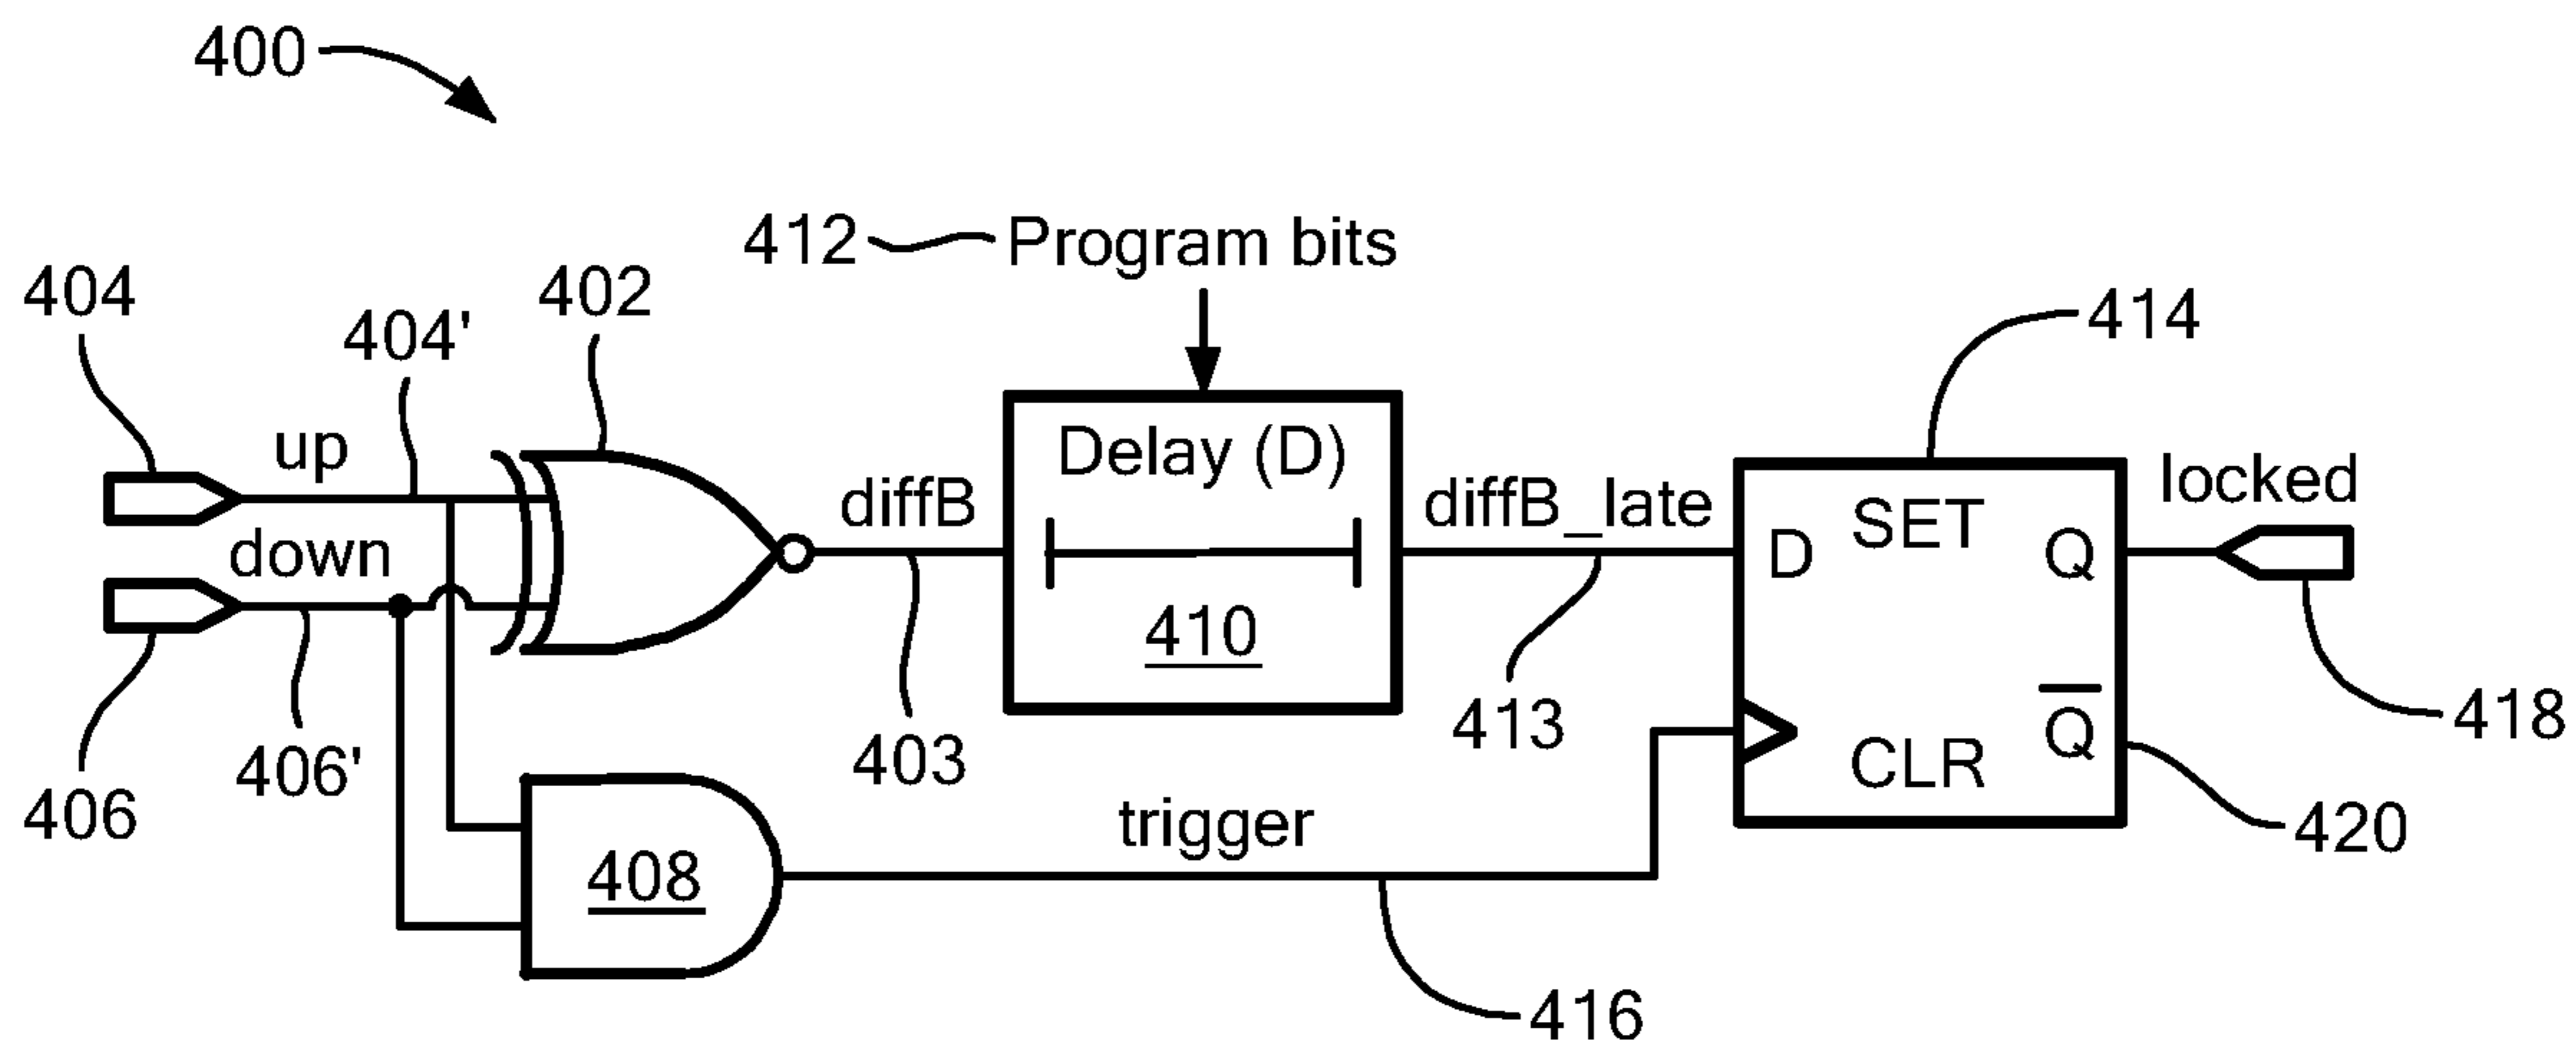 400
412
Program bits
404
404'
402
414
up
Delay (D)
diffB
diffB_late
locked
down
D
SET
Q
410
406
406'
403
413
CLR
Q
418
trigger
408
420
416